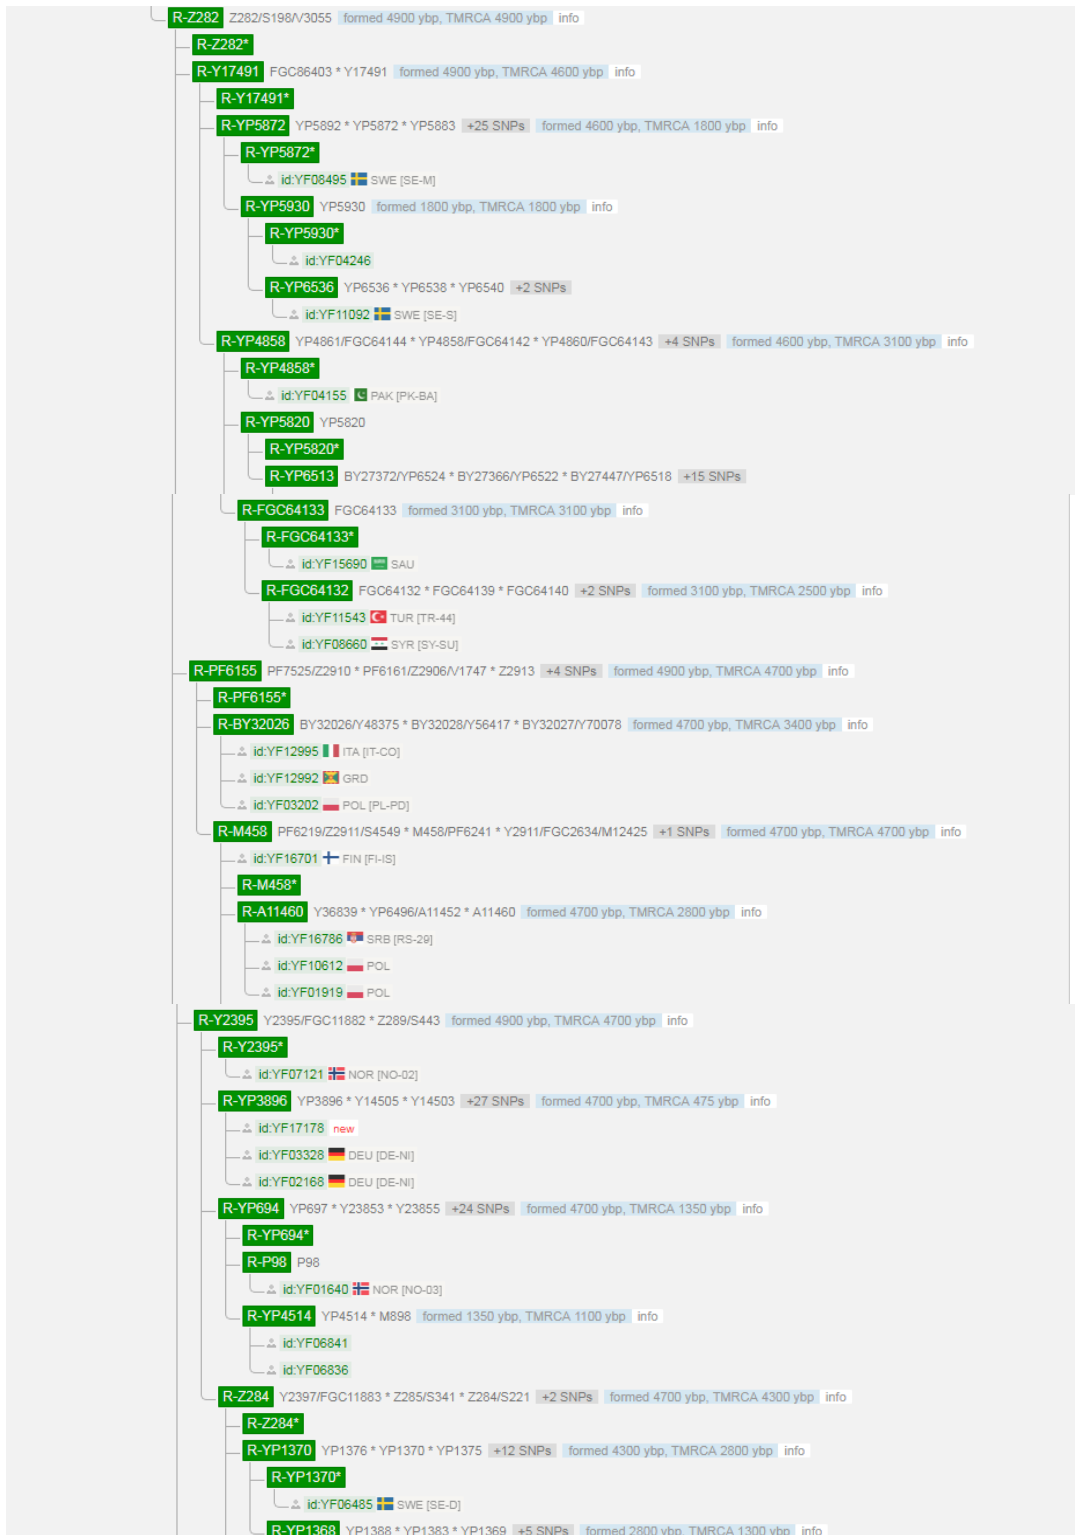 R-Z282 Z282/S198/V3055 formed 4900 ybp, TMRCA 4900 ybp info
R-Z282*
R-Y17491 FGC86403 * Y17491 formed 4900 ybp, TMRCA 4600 ybp info
R-Y17491*
R-YP5872 YP5892 * YP5872 * YP5883 +25 SNPs formed 4600 ybp, TMRCA 1800 ybp info
R-YP5872*
id:YF08495 SWE [SE-M]
R-YP5930 YP5930 formed 1800 ybp, TMRCA 1800 ybp info
R-YP5930*
id:YF04246
R-YP6536 YP6536 * YP6538 * YP6540 +2 SNPs
id:YF11092 SWE [SE-S]
R-YP4858 YP4861/FGC64144 * YP4858/FGC64142 * YP4860/FGC64143 +4 SNPs formed 4600 ybp, TMRCA 3100 ybp info
R-YP4858*
id:YF04155 PAK [PK-BA]
R-YP5820 YP5820
R-YP5820*
R-YP6513 BY27372/YP6524 * BY27366/YP6522 * BY27447/YP6518 +15 SNPs
R-FGC64133 FGC64133 formed 3100 ybp, TMRCA 3100 ybp info
R-FGC64133*
id:YF15690 SAU
R-FGC64132 FGC64132 * FGC64139 * FGC64140 +2 SNPs formed 3100 ybp, TMRCA 2500 ybp info
id:YF11543 TUR [TR-44]
id:YF08660 SYR [SY-SU]
R-PF6155 PF7525/Z2910 * PF6161/Z2906/V1747 * Z2913 +4 SNPs formed 4900 ybp, TMRCA 4700 ybp info
R-PF6155*
R-BY32026 BY32026/Y48375 * BY32028/Y56417 * BY32027/Y70078 formed 4700 ybp, TMRCA 3400 ybp info
id:YF12995 ITA [IT-CO]
id:YF12992 GRD
id:YF03202 POL [PL-PD]
R-M458 PF6219/Z2911/S4549 * M458/PF6241 * Y2911/FGC2634/M12425 +1 SNPs formed 4700 ybp, TMRCA 4700 ybp info
id:YF16701 FIN [FI-IS]
R-M458*
R-A11460 Y36839 * YP6496/A11452 * A11460 formed 4700 ybp, TMRCA 2800 ybp info
id:YF16786 SRB [RS-29]
id:YF10612 POL
id:YF01919 POL
R-Y2395 Y2395/FGC11882 * Z289/S443 formed 4900 ybp, TMRCA 4700 ybp info
R-Y2395*
id:YF07121 NOR [NO-02]
R-YP3896 YP3896 * Y14505 * Y14503 +27 SNPs formed 4700 ybp, TMRCA 475 ybp info
id:YF17178 new
id:YF03328 DEU [DE-NI]
id:YF02168 DEU [DE-NI]
R-YP694 YP697 * Y23853 * Y23855 +24 SNPs formed 4700 ybp, TMRCA 1350 ybp info
R-YP694*
R-P98 P98
id:YF01640 NOR [NO-03]
R-YP4514 YP4514 * M898 formed 1350 ybp, TMRCA 1100 ybp info
id:YF06841
id:YF06836
R-Z284 Y2397/FGC11883 * Z285/S341 * Z284/S221 +2 SNPs formed 4700 ybp, TMRCA 4300 ybp info
R-Z284*
R-YP1370 YP1376 * YP1370 * YP1375 +12 SNPs formed 4300 ybp, TMRCA 2800 ybp info
R-YP1370*
id:YF06485 SWE [SE-D]
R-YP1368 YP1388 * YP1383 * YP1369 +5 SNPs formed 2800 ybp, TMRCA 1300 ybp info